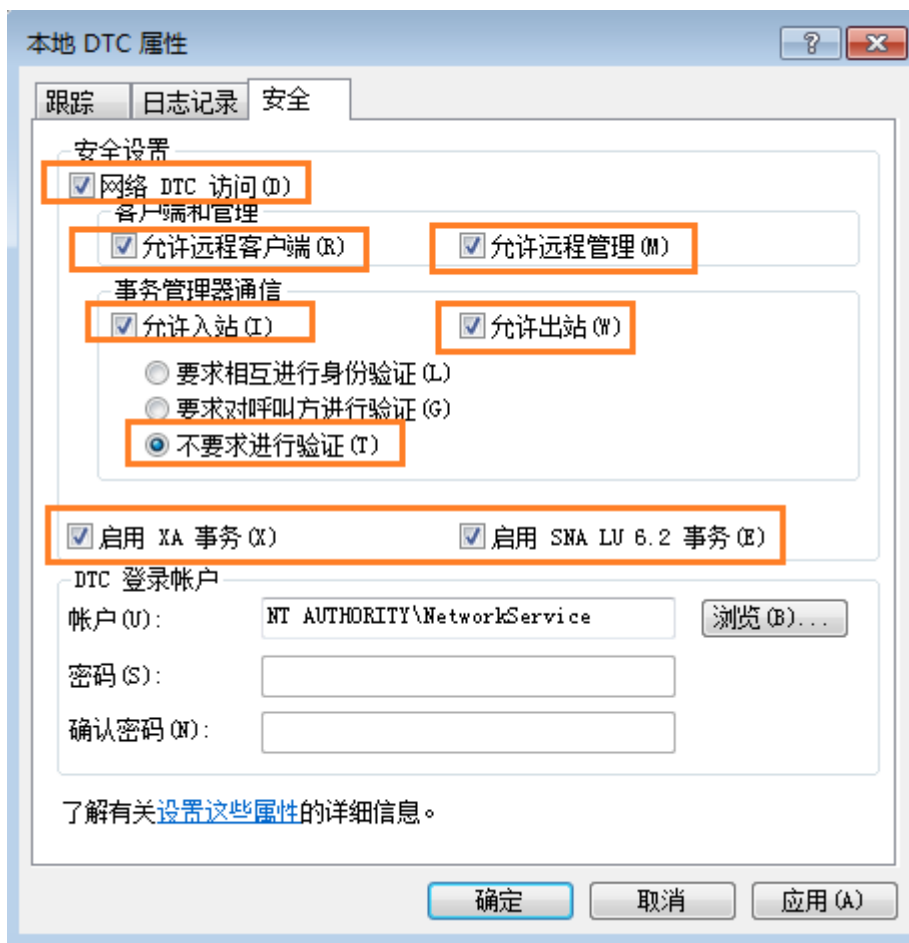 本地 DTC 属性
跟踪 日志记录 安全
安全设置
网络 DTC 访问(D)
客户端和管理
允许远程客户端(R) 允许远程管理(M)
事务管理器通信
允许入站(I) 允许出站(W)
要求相互进行身份验证(L)
要求对呼叫方进行验证(G)
不要求进行验证(T)
启用 XA 事务(X) 启用 SNA LU 6.2 事务(E)
DTC 登录帐户
帐户(U): NT AUTHORITY\NetworkService 浏览(B)...
密码(S):
确认密码(N):
了解有关设置这些属性的详细信息。
确定 取消 应用(A)